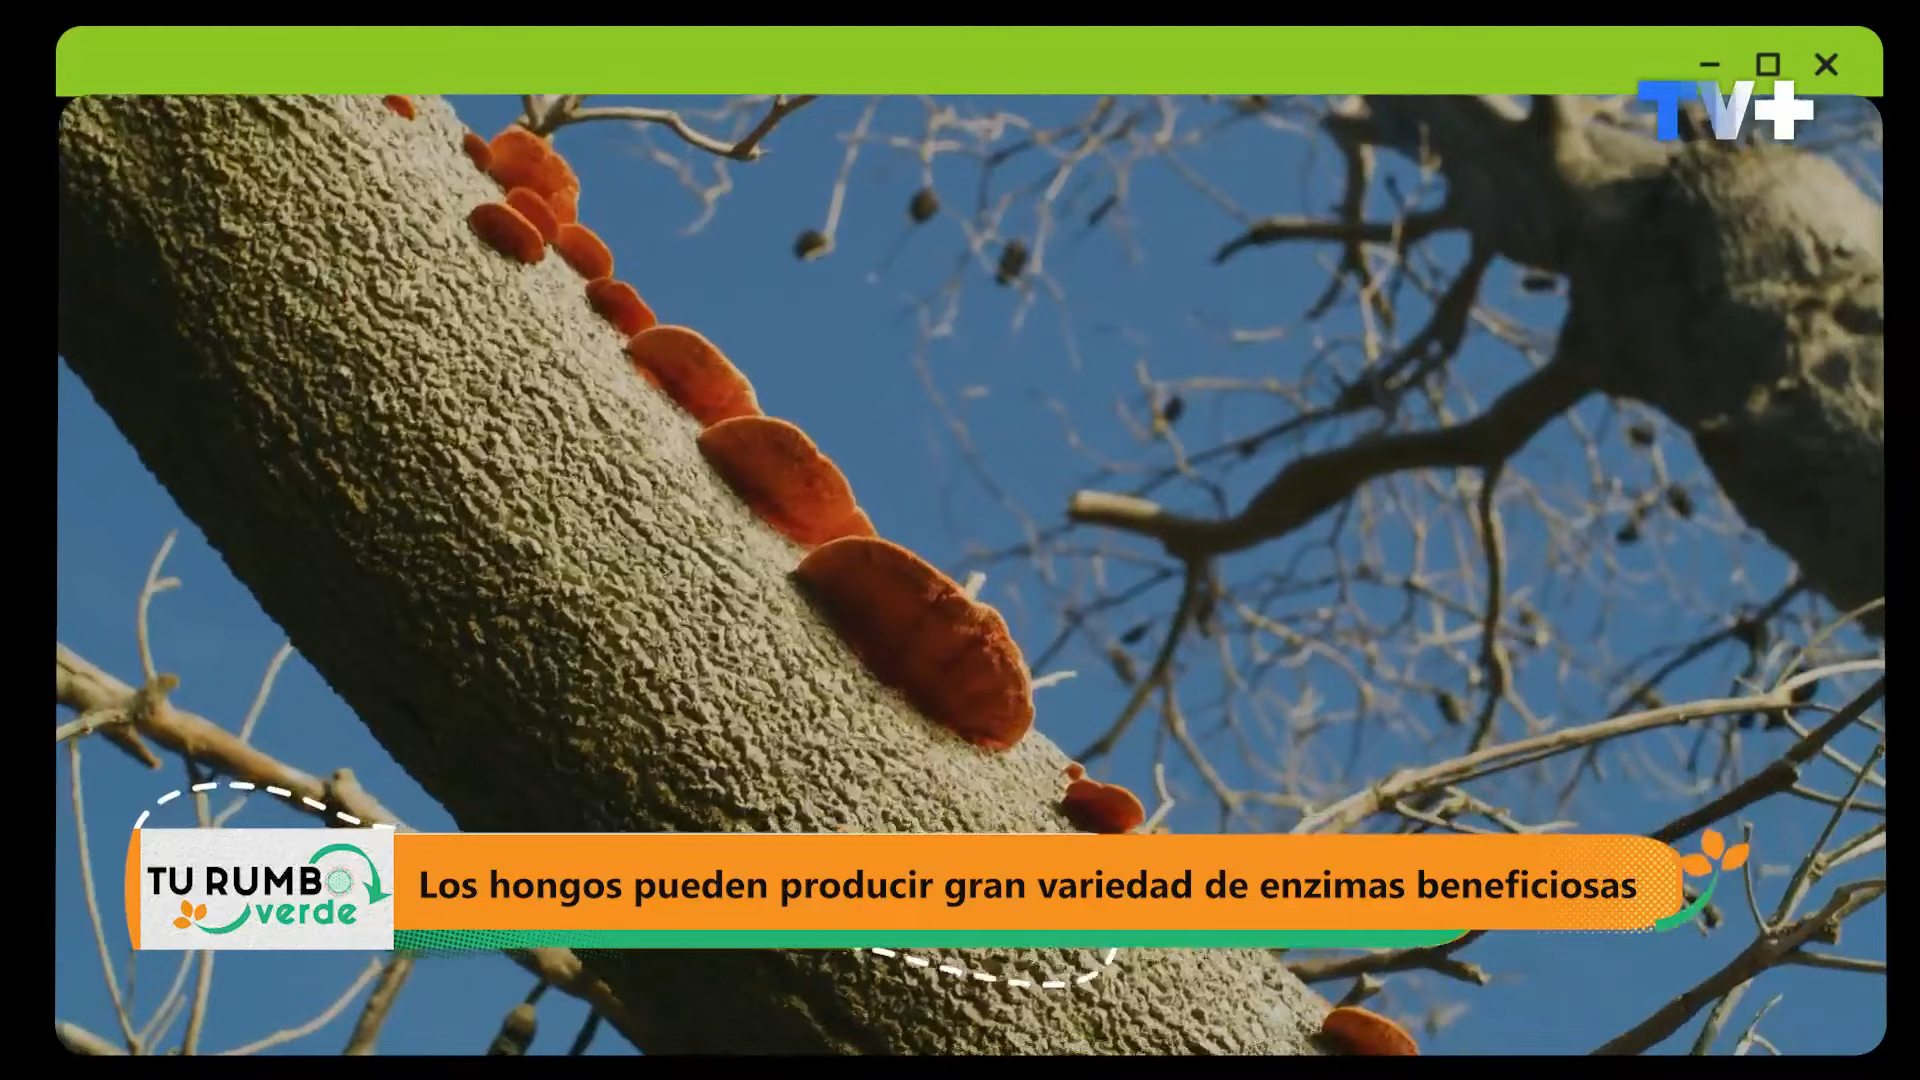 TV+
TU RUMBO
verde
Los hongos pueden producir gran variedad de enzimas beneficiosas